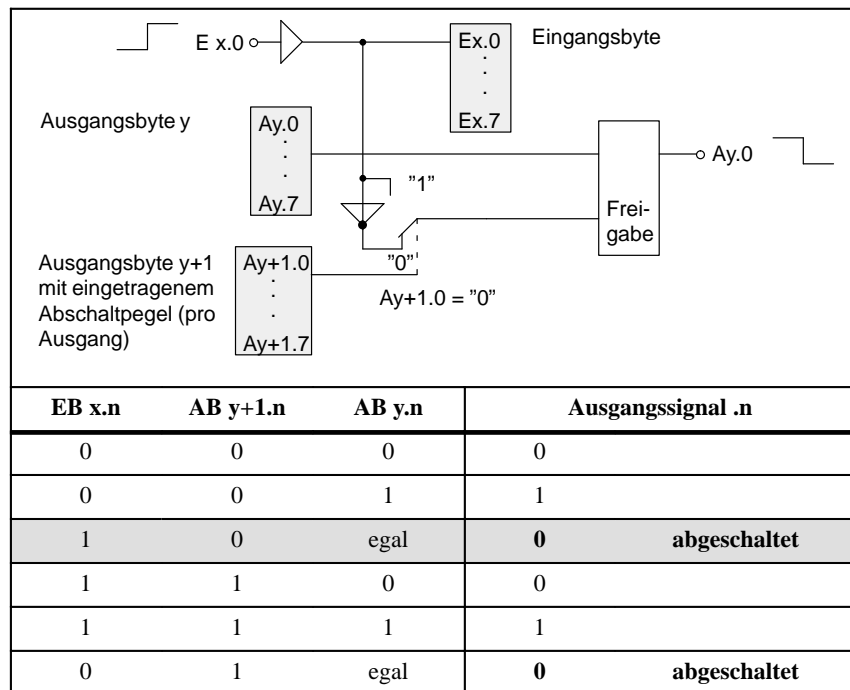 E x.0
Ex.0
Eingangsbyte
Ex.7
Ausgangsbyte y
Ay.0
Ay.7
"1"
"0"
Frei-
gabe
Ay.0
Ausgangsbyte y+1
mit eingetragenem
Abschaltpegel (pro
Ausgang)
Ay+1.0
Ay+1.7
Ay+1.0 = "0"
EB x.n AB y+1.n AB y.n Ausgangssignal .n
0 0 0 0
0 0 1 1
1 0 egal 0 abgeschaltet
1 1 0 0
1 1 1 1
0 1 egal 0 abgeschaltet